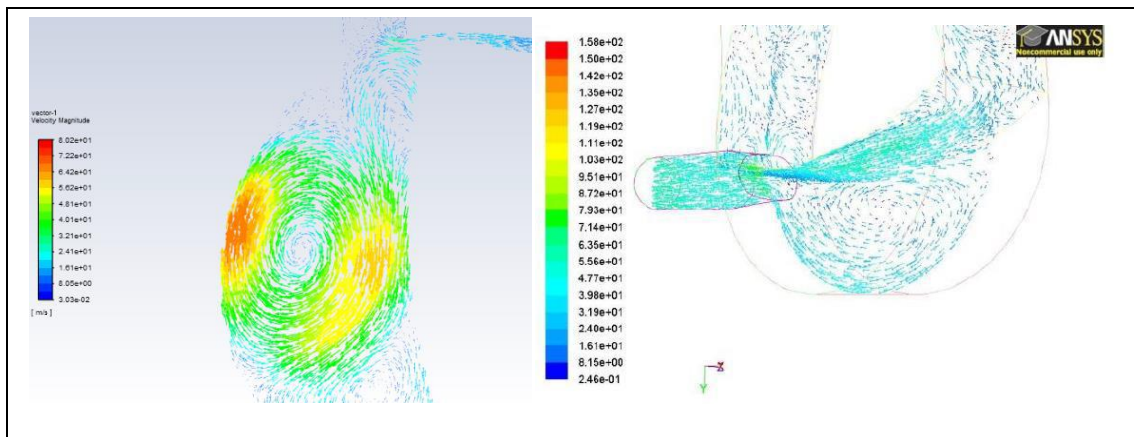 vector-1
Velocity Magnitude
8.02e+01
7.22e+01
6.42e+01
5.62e+01
4.81e+01
4.01e+01
3.21e+01
2.41e+01
1.61e+01
8.05e+00
3.03e-02
[ m/s ]
1.58e+02
1.50e+02
1.42e+02
1.35e+02
1.27e+02
1.19e+02
1.11e+02
1.03e+02
9.51e+01
8.72e+01
7.93e+01
7.14e+01
6.35e+01
5.56e+01
4.77e+01
3.98e+01
3.19e+01
2.40e+01
1.61e+01
8.15e+00
2.46e-01
ANSYS
Noncommercial use only
Y